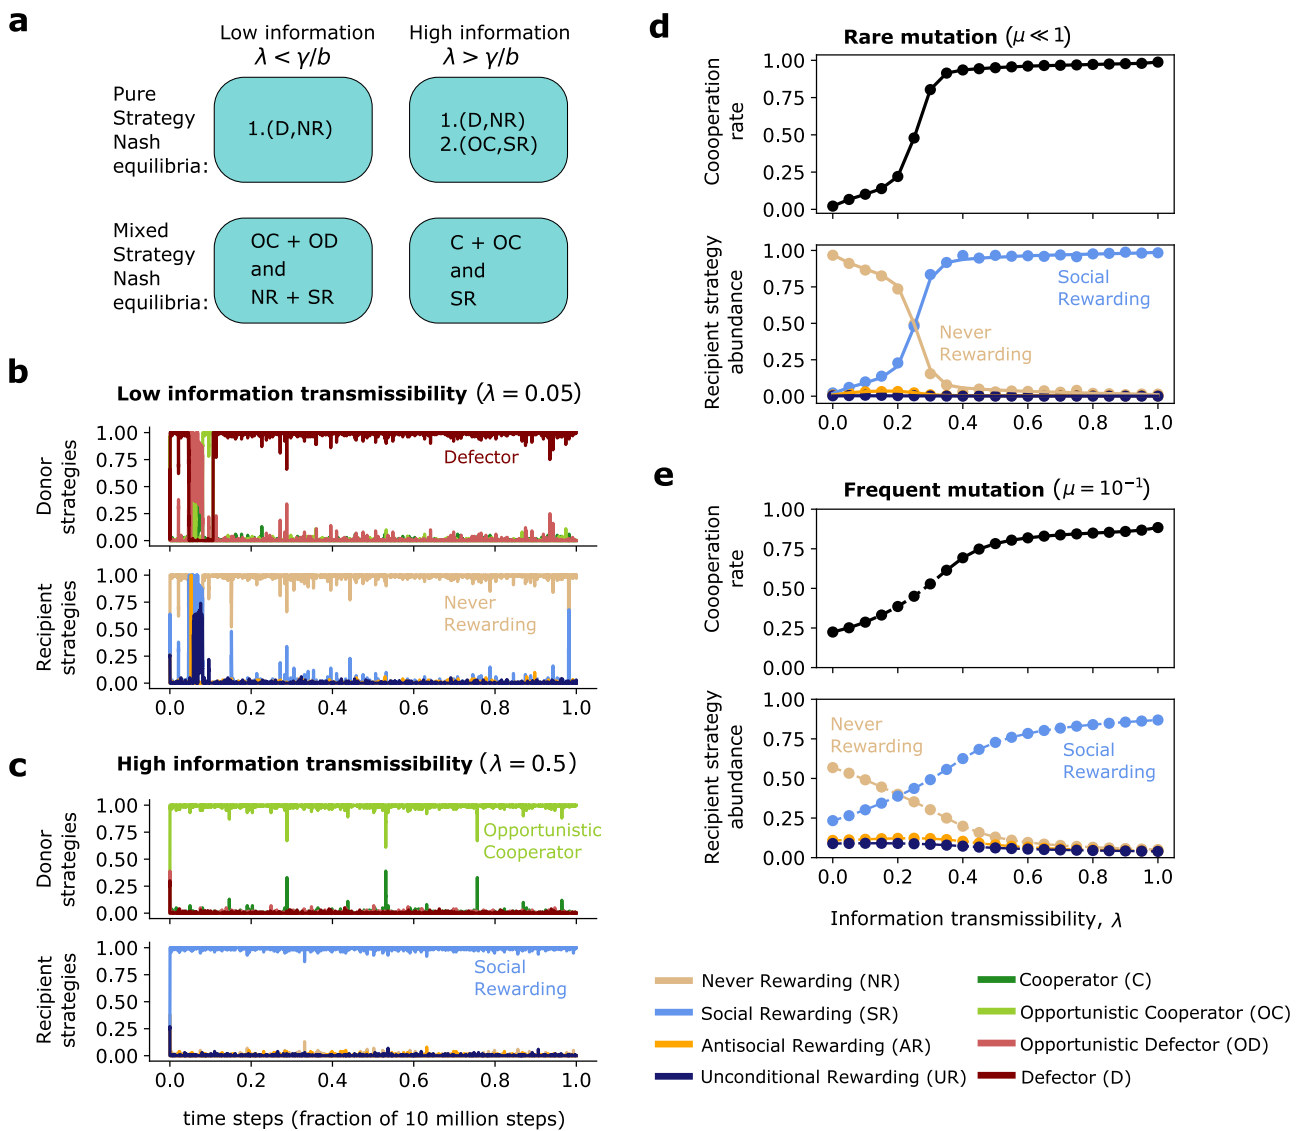 a
Low information
λ < γ/b
High information
λ > γ/b
Pure
Strategy
Nash
equilibria:
1.(D,NR)
1.(D,NR)
2.(OC,SR)
Mixed
Strategy
Nash
equilibria:
OC + OD
and
NR + SR
C + OC
and
SR
b
Low information transmissibility (λ = 0.05)
Donor
strategies
1.00
0.75
0.50
0.25
0.00
Defector
Recipient
strategies
1.00
0.75
0.50
0.25
0.00
Never
Rewarding
0.0 0.2 0.4 0.6 0.8 1.0
c
High information transmissibility (λ = 0.5)
Donor
strategies
1.00
0.75
0.50
0.25
0.00
Opportunistic
Cooperator
Recipient
strategies
1.00
0.75
0.50
0.25
0.00
Social
Rewarding
0.0 0.2 0.4 0.6 0.8 1.0
time steps (fraction of 10 million steps)
d
Rare mutation (μ ≪ 1)
Coooperation
rate
1.00
0.75
0.50
0.25
0.00
Recipient strategy
abundance
1.00
0.75
0.50
0.25
0.00
Social
Rewarding
Never
Rewarding
0.0 0.2 0.4 0.6 0.8 1.0
e
Frequent mutation (μ = 10⁻¹)
Coooperation
rate
1.00
0.75
0.50
0.25
0.00
Recipient strategy
abundance
1.00
0.75
0.50
0.25
0.00
Never
Rewarding
Social
Rewarding
0.0 0.2 0.4 0.6 0.8 1.0
Information transmissibility, λ
Never Rewarding (NR)
Social Rewarding (SR)
Antisocial Rewarding (AR)
Unconditional Rewarding (UR)
Cooperator (C)
Opportunistic Cooperator (OC)
Opportunistic Defector (OD)
Defector (D)